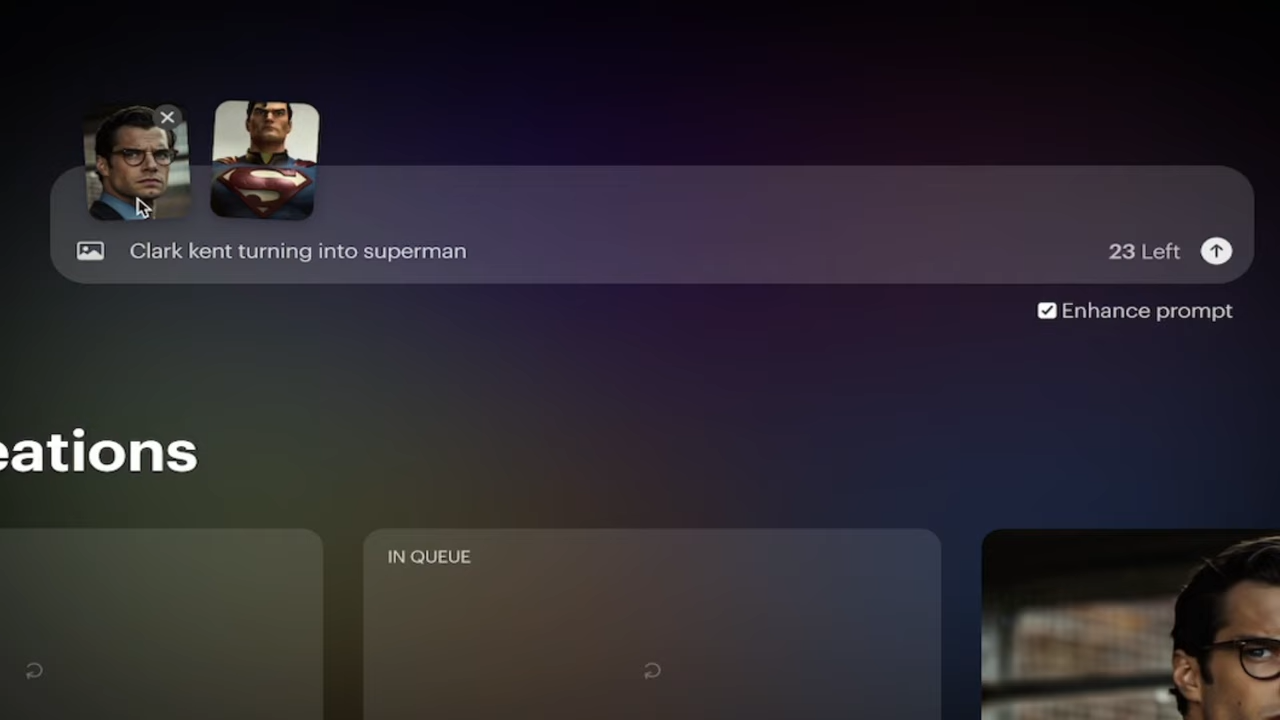 Clark kent turning into superman
23 Left
Enhance prompt
eations
IN QUEUE